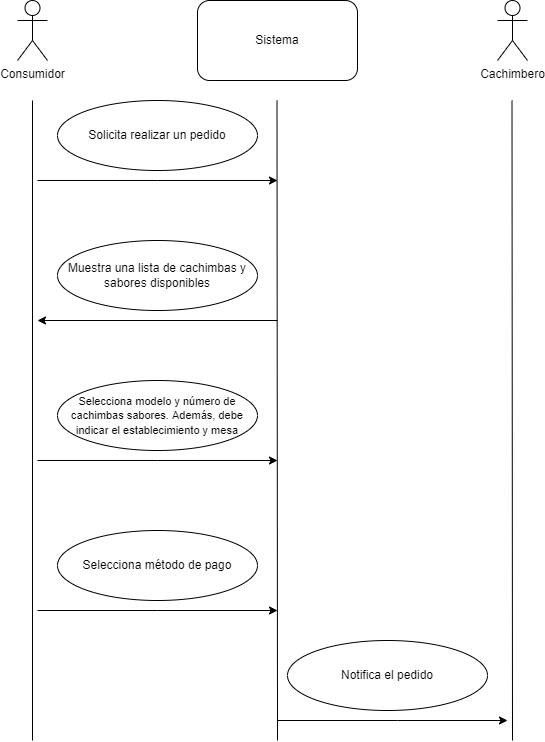 Sistema
Consumidor
Cachimbero
Solicita realizar un pedido
Muestra una lista de cachimbas y
sabores disponibles
Selecciona modelo y número de
cachimbas sabores. Además, debe
indicar el establecimiento y mesa
Selecciona método de pago
Notifica el pedido